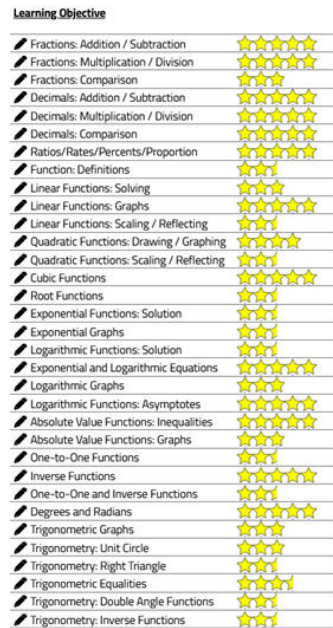 Learning Objective
Fractions: Addition / Subtraction
Fractions: Multiplication / Division
Fractions: Comparison
Decimals: Addition / Subtraction
Decimals: Multiplication / Division
Decimals: Comparison
Ratios/Rates/Percents/Proportion
Function: Definitions
Linear Functions: Solving
Linear Functions: Graphs
Linear Functions: Scaling / Reflecting
Quadratic Functions: Drawing / Graphing
Quadratic Functions: Scaling / Reflecting
Cubic Functions
Root Functions
Exponential Functions: Solution
Exponential Graphs
Logarithmic Functions: Solution
Exponential and Logarithmic Equations
Logarithmic Graphs
Logarithmic Functions: Asymptotes
Absolute Value Functions: Inequalities
Absolute Value Functions: Graphs
One-to-One Functions
Inverse Functions
One-to-One and Inverse Functions
Degrees and Radians
Trigonometric Graphs
Trigonometry: Unit Circle
Trigonometry: Right Triangle
Trigonometric Equalities
Trigonometry: Double Angle Functions
Trigonometry: Inverse Functions